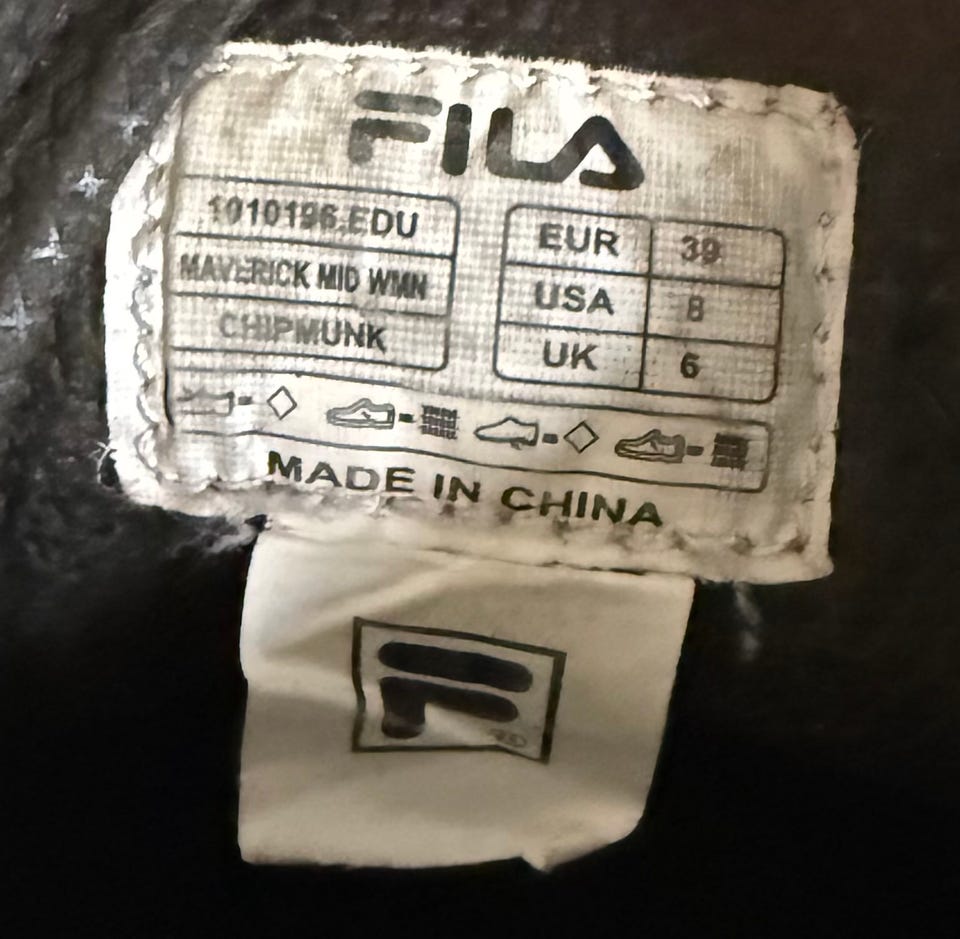 FILA
1010196.EDU
MAVERICK MID WMN
CHIPMUNK
EUR 39
USA 8
UK 6
MADE IN CHINA
F